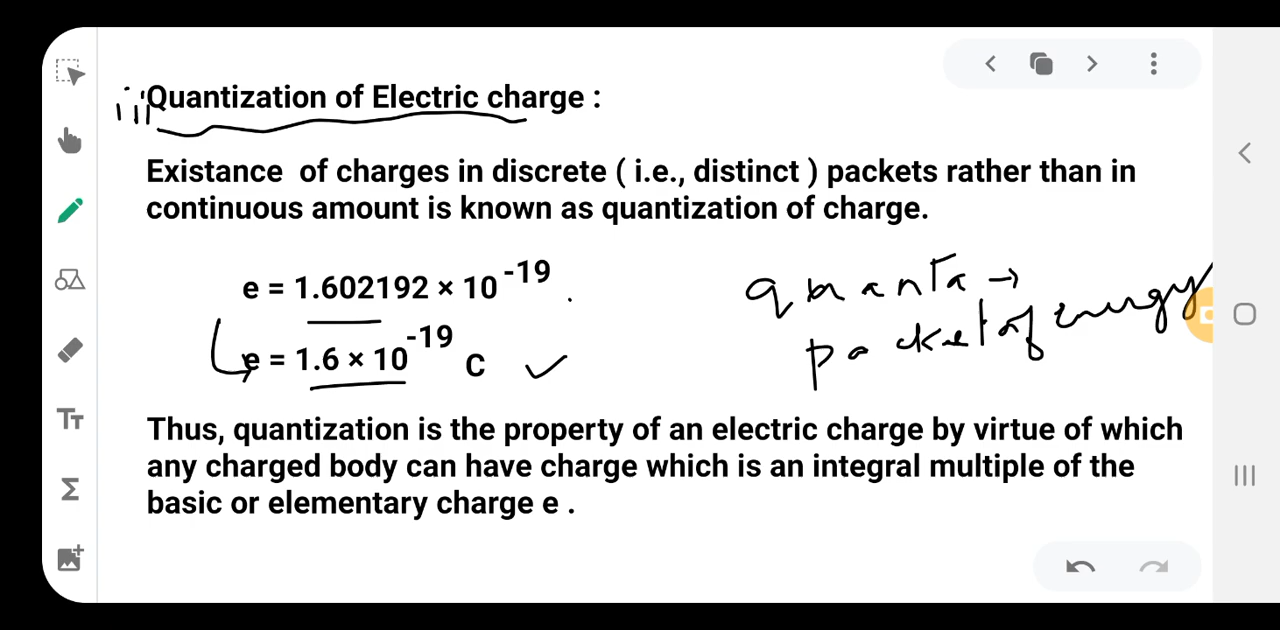 iii Quantization of Electric charge :
Existance of charges in discrete ( i.e., distinct ) packets rather than in
continuous amount is known as quantization of charge.
e = 1.602192 × 10⁻¹⁹
e = 1.6 × 10⁻¹⁹ C
quanta →
packet of energy
Thus, quantization is the property of an electric charge by virtue of which
any charged body can have charge which is an integral multiple of the
basic or elementary charge e .